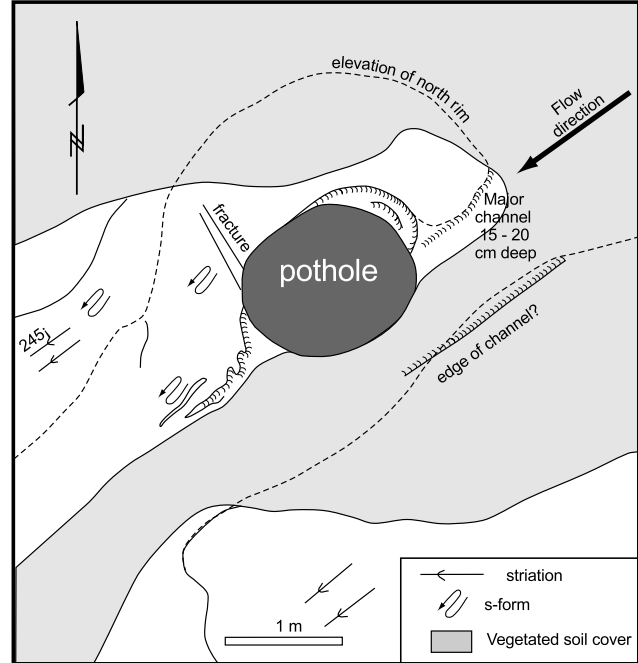 elevation of north rim
Flow
direction
N
fracture
Major
channel
15 - 20
cm deep
pothole
245j
edge of channel?
striation
s-form
1 m
Vegetated soil cover